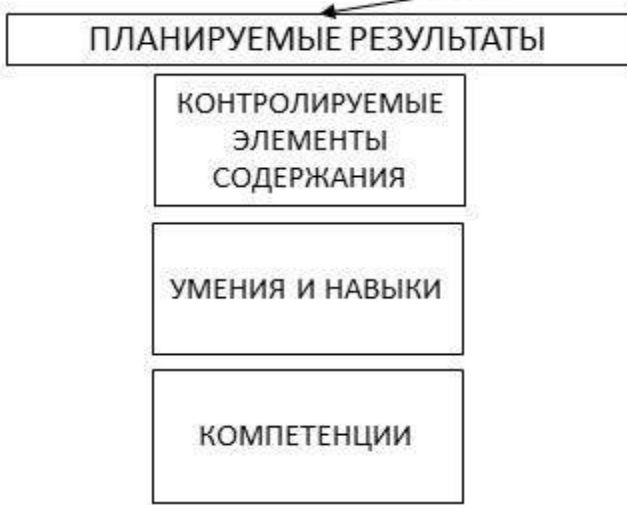 ПЛАНИРУЕМЫЕ РЕЗУЛЬТАТЫ
КОНТРОЛИРУЕМЫЕ
ЭЛЕМЕНТЫ
СОДЕРЖАНИЯ
УМЕНИЯ И НАВЫКИ
КОМПЕТЕНЦИИ